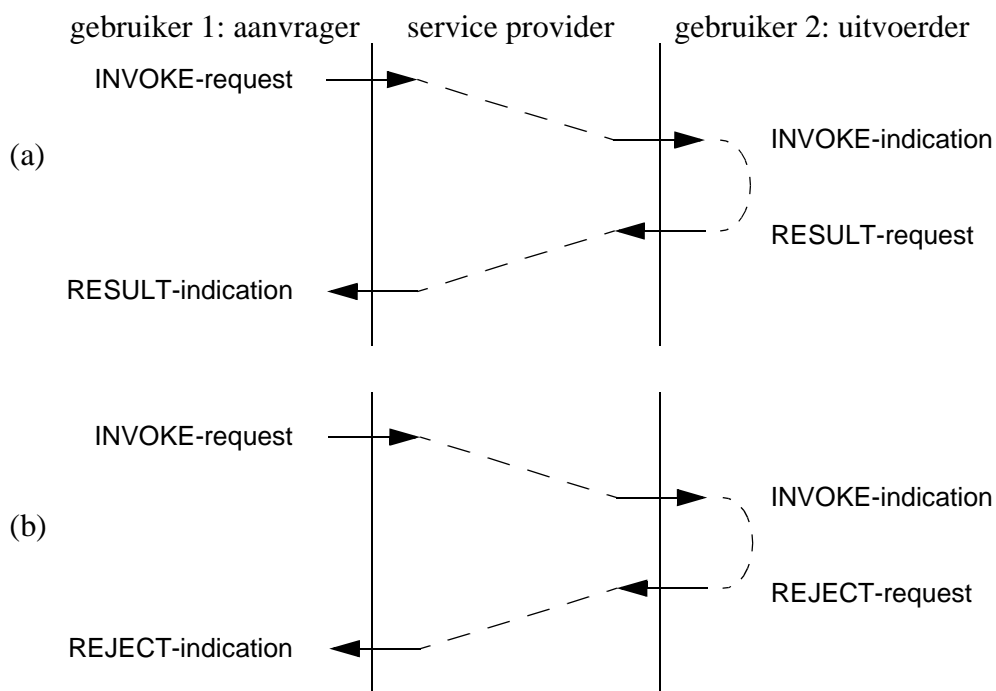 gebruiker 1: aanvrager service provider gebruiker 2: uitvoerder
INVOKE-request
INVOKE-indication
(a)
RESULT-request
RESULT-indication
INVOKE-request
INVOKE-indication
(b)
REJECT-request
REJECT-indication